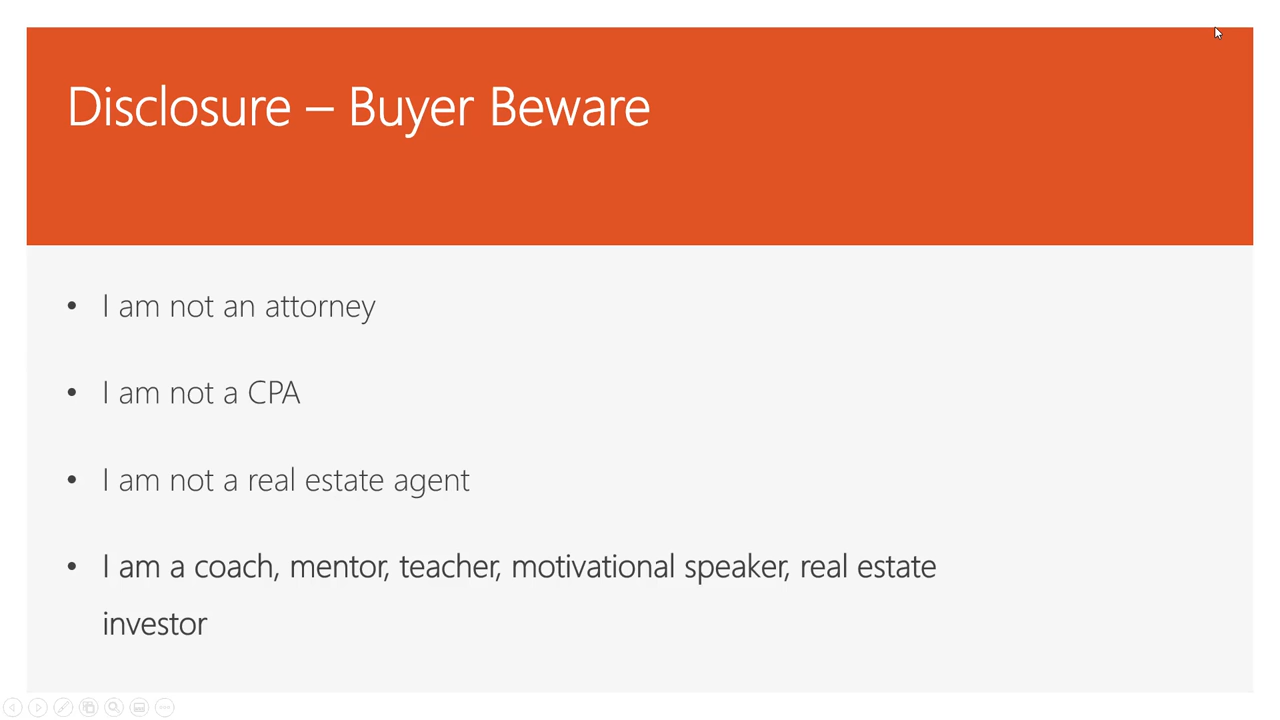 Disclosure – Buyer Beware
• I am not an attorney
• I am not a CPA
• I am not a real estate agent
• I am a coach, mentor, teacher, motivational speaker, real estate
investor